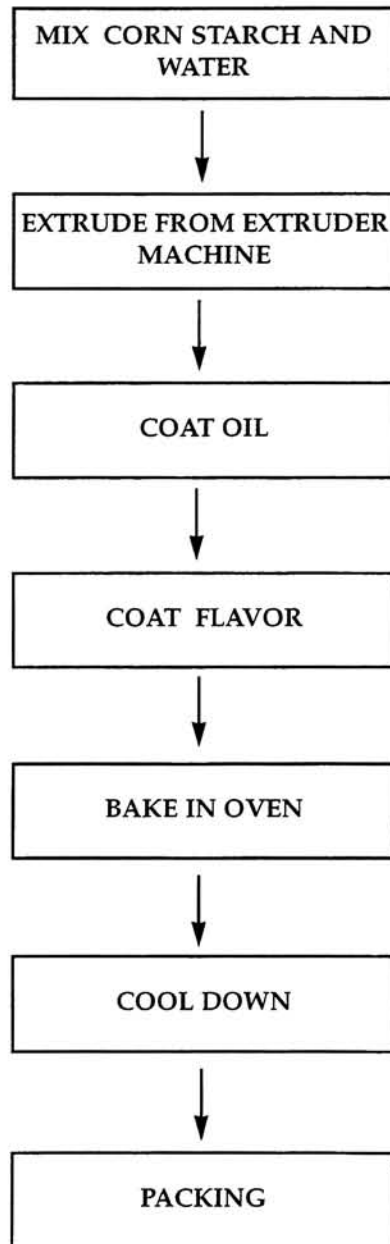 MIX CORN STARCH AND
WATER
EXTRUDE FROM EXTRUDER
MACHINE
COAT OIL
COAT FLAVOR
BAKE IN OVEN
COOL DOWN
PACKING